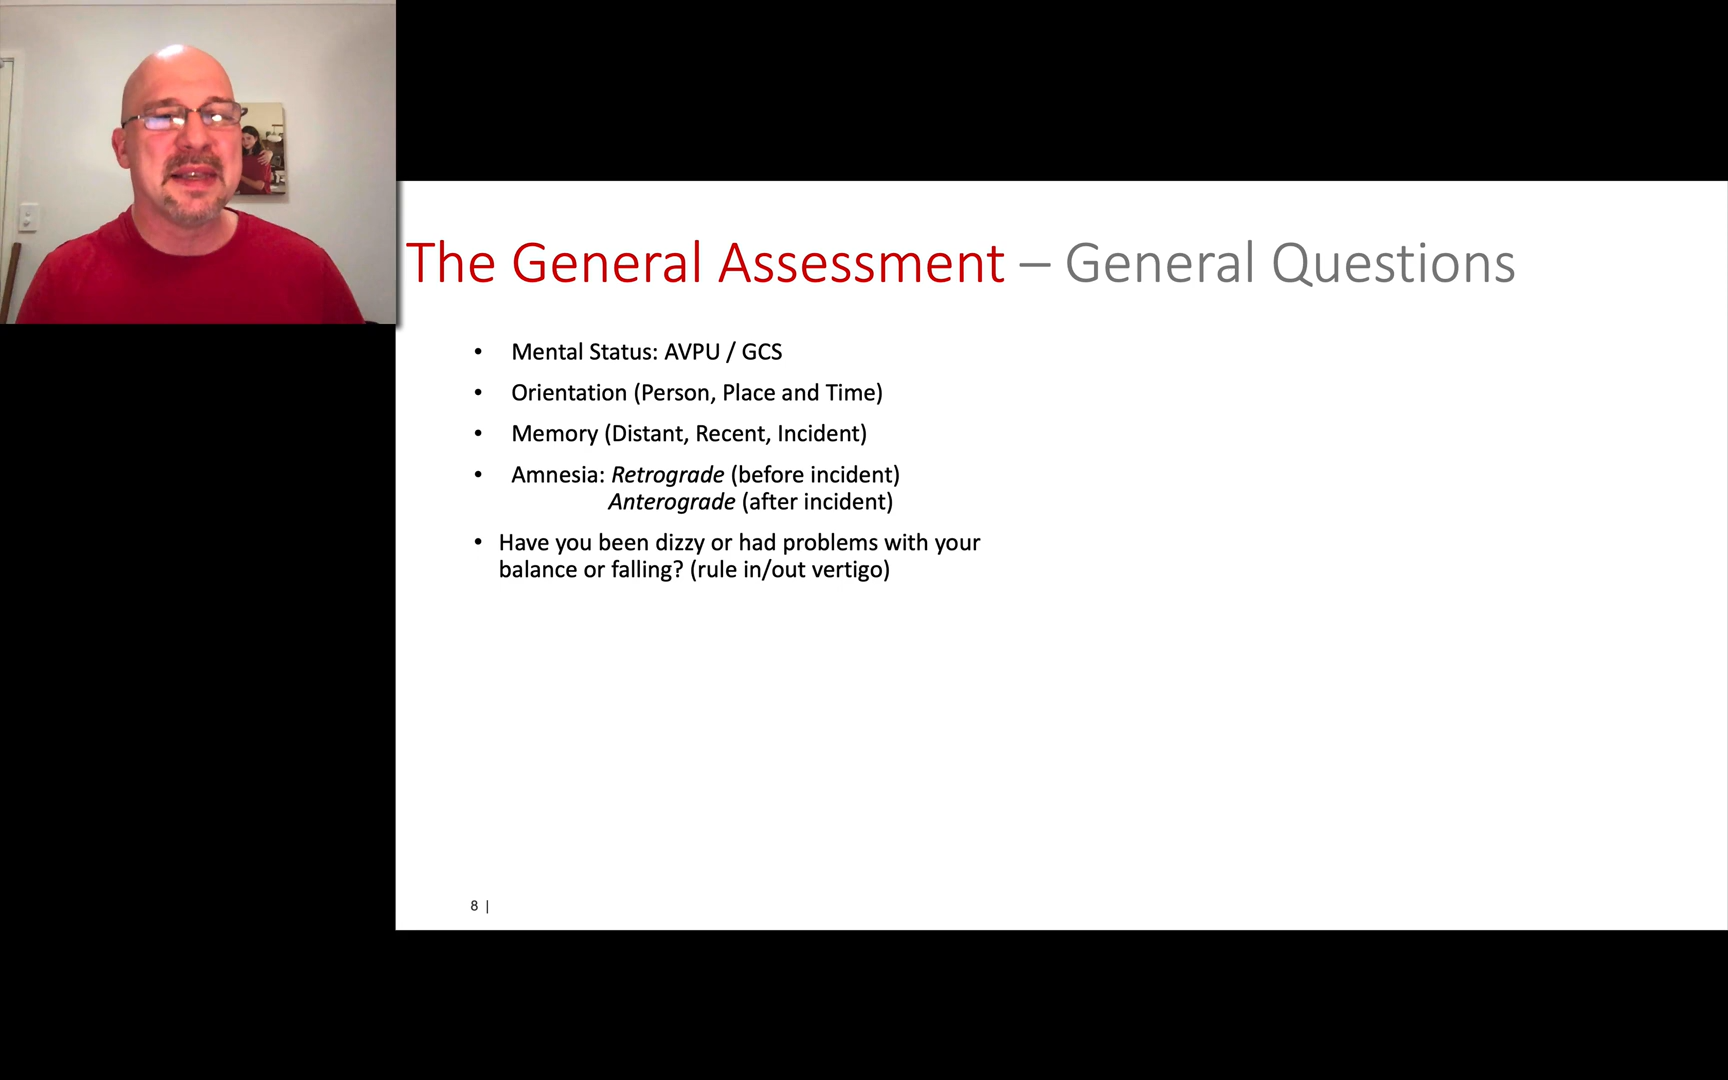 The General Assessment – General Questions
• Mental Status: AVPU / GCS
• Orientation (Person, Place and Time)
• Memory (Distant, Recent, Incident)
• Amnesia: Retrograde (before incident)
Anterograde (after incident)
• Have you been dizzy or had problems with your
balance or falling? (rule in/out vertigo)
8 |